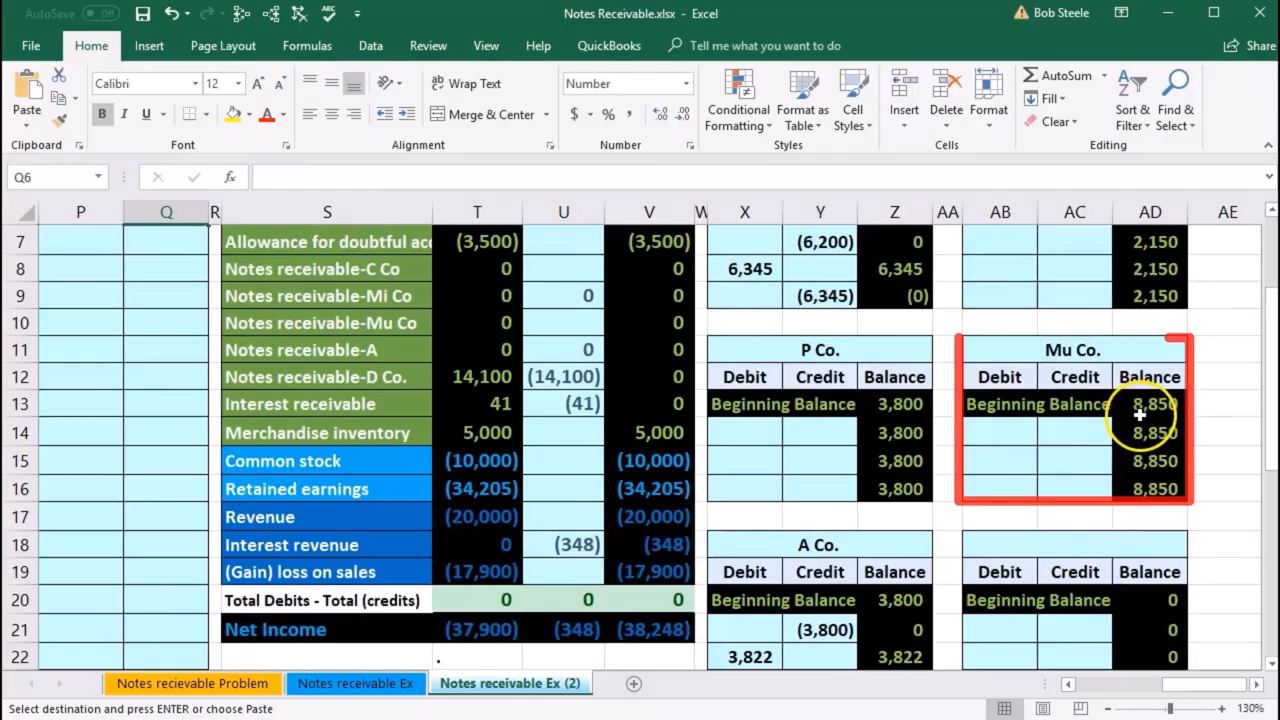 AutoSave Off Notes Receivable.xlsx - Excel Bob Steele
File Home Insert Page Layout Formulas Data Review View Help QuickBooks Tell me what you want to do Share
Paste Calibri 12 Wrap Text Number Conditional Formatting Format as Table Cell Styles Insert Delete Format AutoSum Sort & Filter Find & Select
B I U Merge & Center $ % , Fill Clear
Clipboard Font Alignment Number Styles Cells Editing
Q6 fx
P Q R S T U V W X Y Z AA AB AC AD AE
7 Allowance for doubtful acc (3,500) (3,500) (6,200) 0 2,150
8 Notes receivable-C Co 0 0 6,345 6,345 2,150
9 Notes receivable-Mi Co 0 0 0 (6,345) (0) 2,150
10 Notes receivable-Mu Co 0 0
11 Notes receivable-A 0 0 0 P Co. Mu Co.
12 Notes receivable-D Co. 14,100 (14,100) 0 Debit Credit Balance Debit Credit Balance
13 Interest receivable 41 (41) 0 Beginning Balance 3,800 Beginning Balance 8,850
14 Merchandise inventory 5,000 5,000 3,800 8,850
15 Common stock (10,000) (10,000) 3,800 8,850
16 Retained earnings (34,205) (34,205) 3,800 8,850
17 Revenue (20,000) (20,000)
18 Interest revenue 0 (348) (348) A Co.
19 (Gain) loss on sales (17,900) (17,900) Debit Credit Balance Debit Credit Balance
20 Total Debits - Total (credits) 0 0 0 Beginning Balance 3,800 Beginning Balance 0
21 Net Income (37,900) (348) (38,248) (3,800) 0 0
22 . 3,822 3,822 0
Notes recievable Problem Notes receivable Ex Notes receivable Ex (2)
Select destination and press ENTER or choose Paste 130%